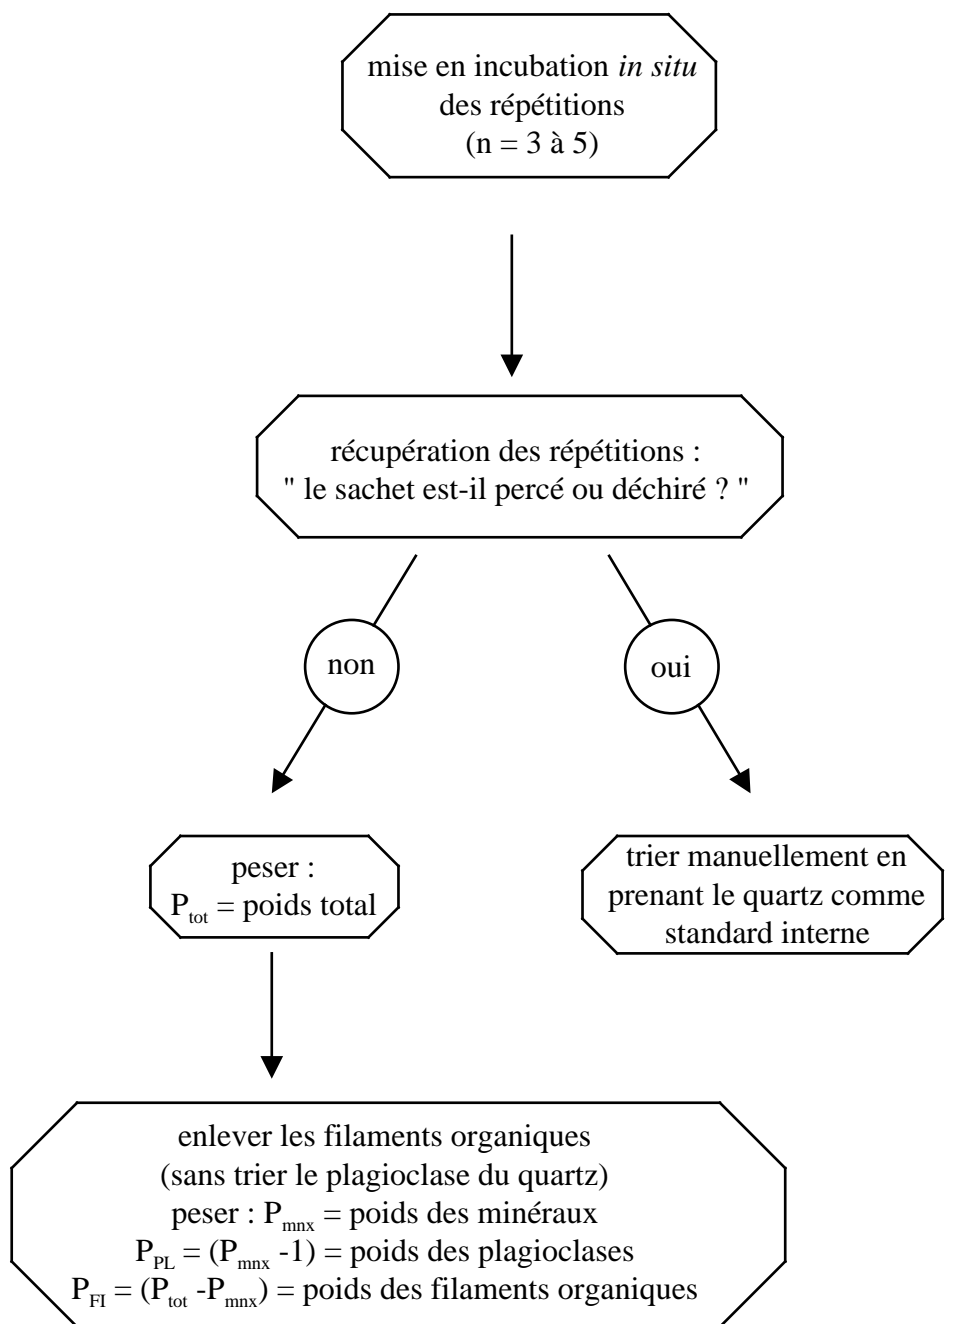 mise en incubation in situ
des répétitions
(n = 3 à 5)
récupération des répétitions :
" le sachet est-il percé ou déchiré ? "
non
oui
peser :
Ptot = poids total
trier manuellement en
prenant le quartz comme
standard interne
enlever les filaments organiques
(sans trier le plagioclase du quartz)
peser : Pmnx = poids des minéraux
PPL = (Pmnx -1) = poids des plagioclases
PFI = (Ptot -Pmnx) = poids des filaments organiques